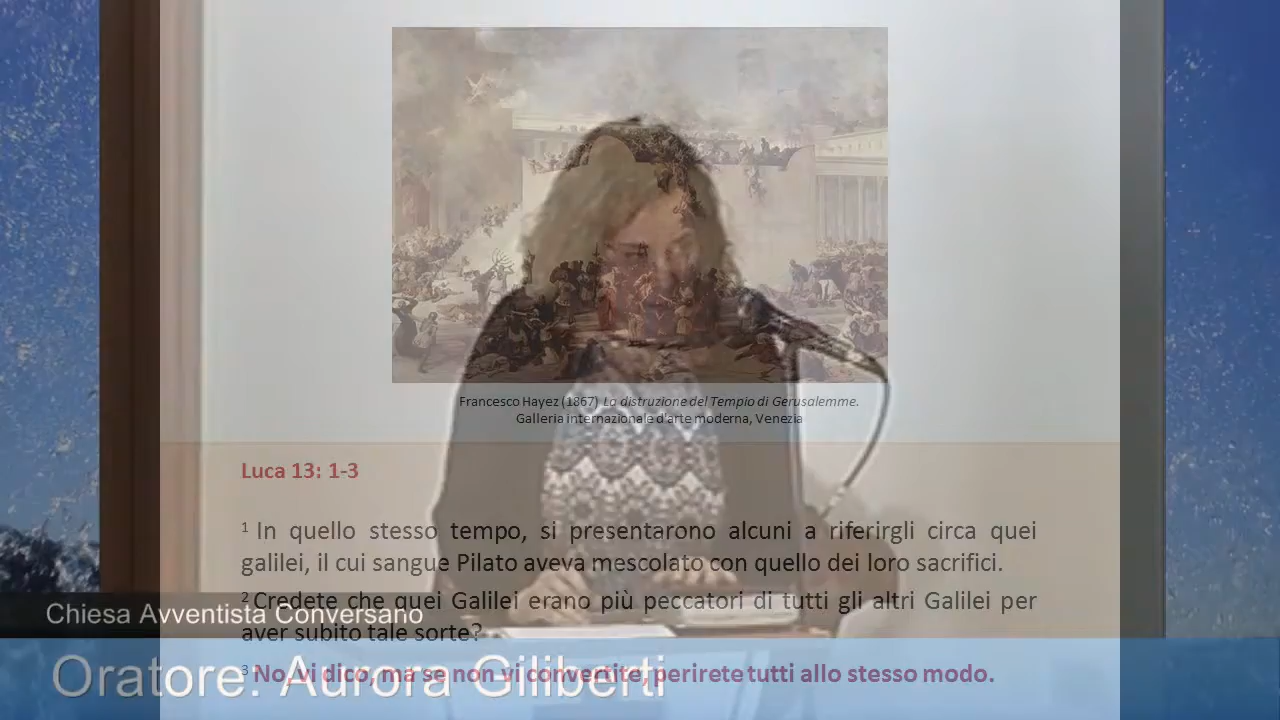 Francesco Hayez (1867) La distruzione del Tempio di Gerusalemme.
Galleria internazionale d'arte moderna, Venezia
Luca 13: 1-3
1 In quello stesso tempo, si presentarono alcuni a riferirgli circa quei
galilei, il cui sangue Pilato aveva mescolato con quello dei loro sacrifici.
2 Credete che quei Galilei erano più peccatori di tutti gli altri Galilei per
Chiesa Avventista Conversano
aver subito tale sorte?
3 No, vi dico, ma se non vi convertite, perirete tutti allo stesso modo.
Oratore: Aurora Giliberti